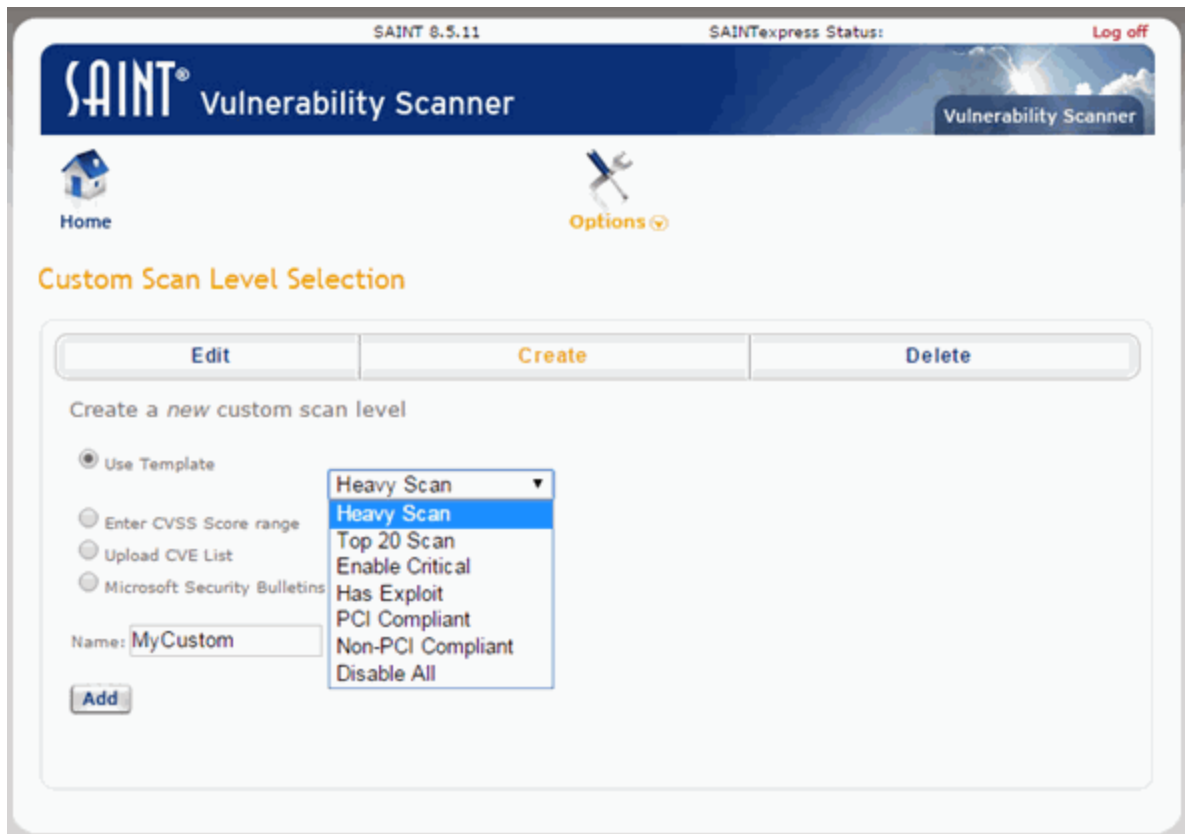 SAINT 8.5.11 SAINTexpress Status: Log off
SAINT® Vulnerability Scanner
Vulnerability Scanner
Home Options
Custom Scan Level Selection
Edit Create Delete
Create a new custom scan level
Use Template
Heavy Scan
Heavy Scan
Enter CVSS Score range
Top 20 Scan
Upload CVE List
Enable Critical
Microsoft Security Bulletins
Has Exploit
PCI Compliant
Name: MyCustom
Non-PCI Compliant
Disable All
Add